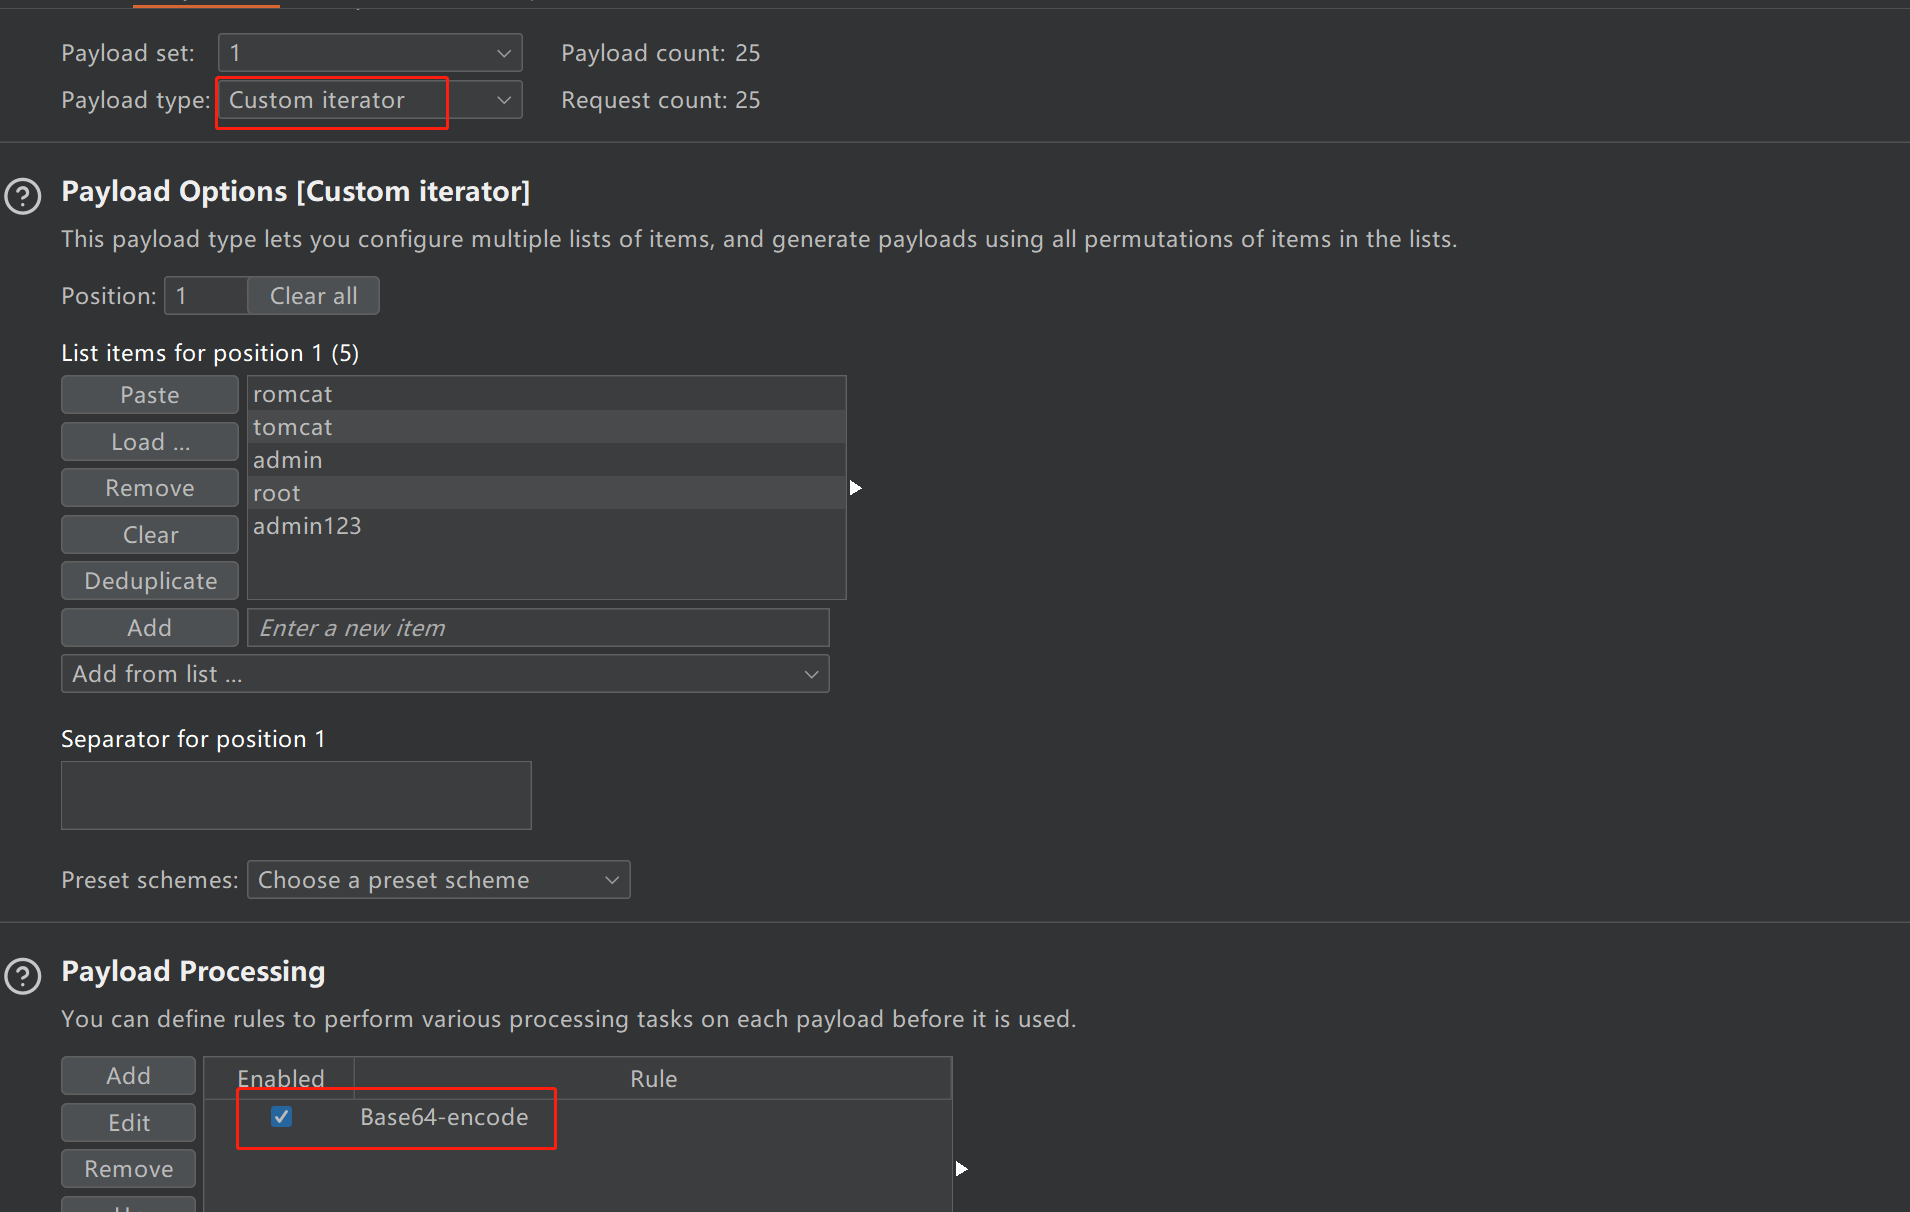 Payload set: 1 Payload count: 25
Payload type: Custom iterator Request count: 25
Payload Options [Custom iterator]
This payload type lets you configure multiple lists of items, and generate payloads using all permutations of items in the lists.
Position: 1 Clear all
List items for position 1 (5)
Paste
Load ...
Remove
Clear
Deduplicate
romcat
tomcat
admin
root
admin123
Add Enter a new item
Add from list ...
Separator for position 1
Preset schemes: Choose a preset scheme
Payload Processing
You can define rules to perform various processing tasks on each payload before it is used.
Add
Edit
Remove
Enabled Rule
Base64-encode